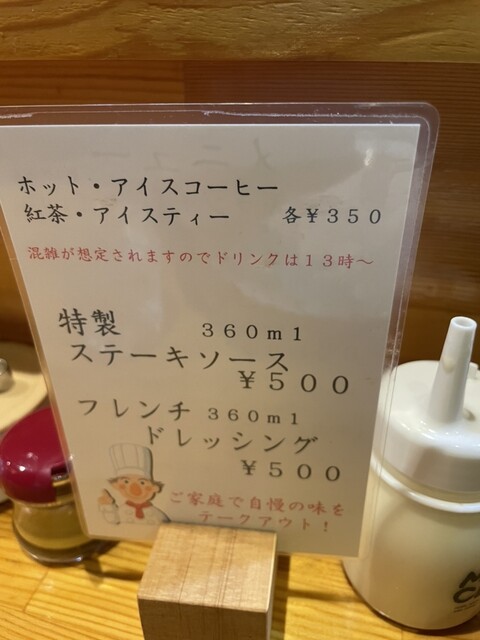 ホット・アイスコーヒー
紅茶・アイスティー 各￥３５０
混雑が想定されますのでドリンクは１３時～
特製 ３６０ｍｌ
ステーキソース
￥５００
フレンチ ３６０ｍｌ
ドレッシング
￥５００
ご家庭で自慢の味を
テークアウト！